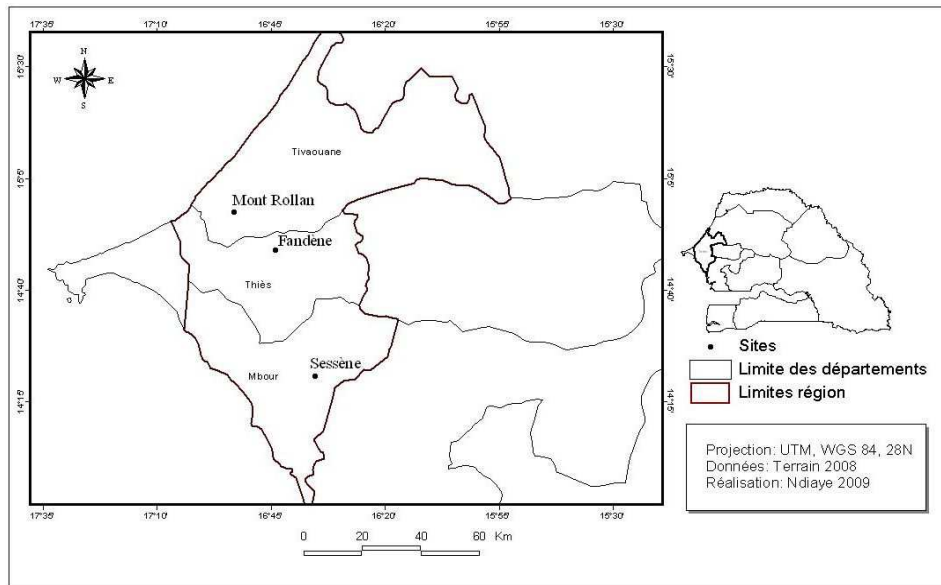 17°35' 17°10' 16°45' 16°20' 15°55' 15°30'
N
W E
S
15°30' 15°30'
Tivaouane
15°5' 15°5'
Mont Rollan
Fandène
Thiès
14°40' 14°40'
Sessène
Mbour
14°15' 14°15'
17°35' 17°10' 16°45' 16°20' 15°55' 15°30'
0 20 40 60 Km
Sites
Limite des départements
Limites région
Projection: UTM, WGS 84, 28N
Données: Terrain 2008
Réalisation: Ndiaye 2009